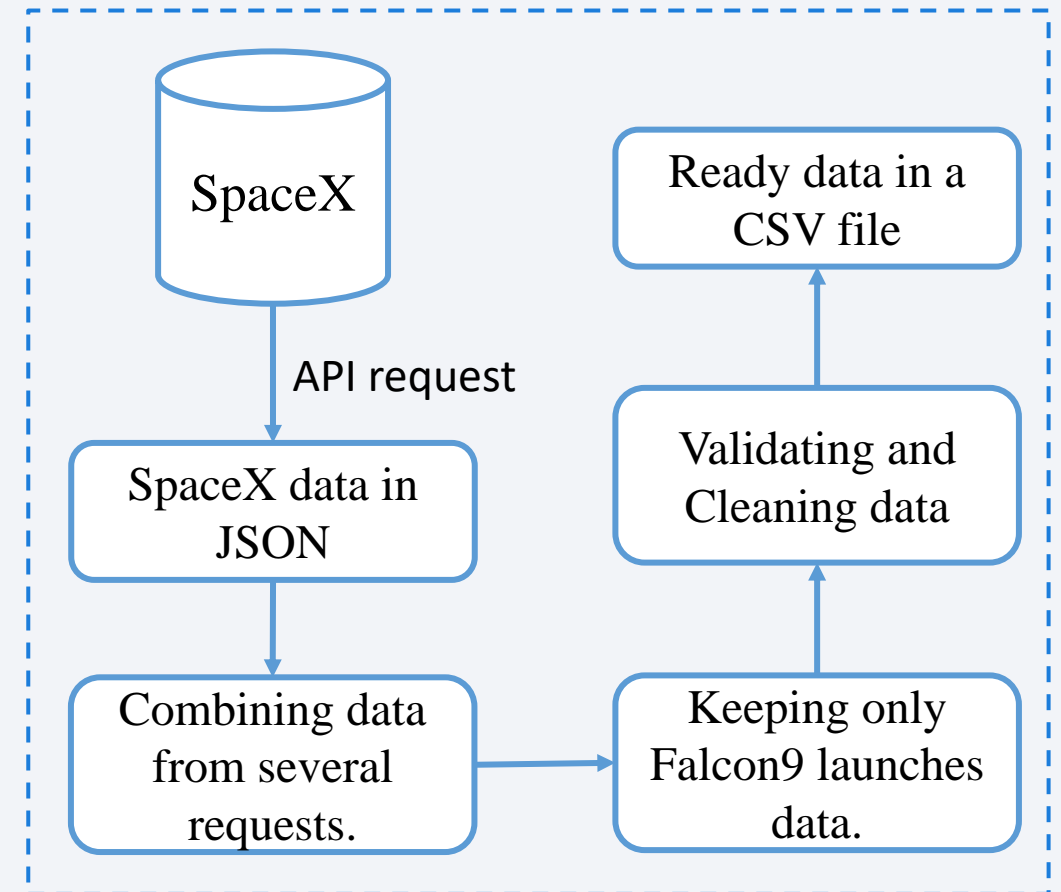 SpaceX
API request
SpaceX data in
JSON
Combining data
from several
requests.
Keeping only
Falcon9 launches
data.
Validating and
Cleaning data
Ready data in a
CSV file